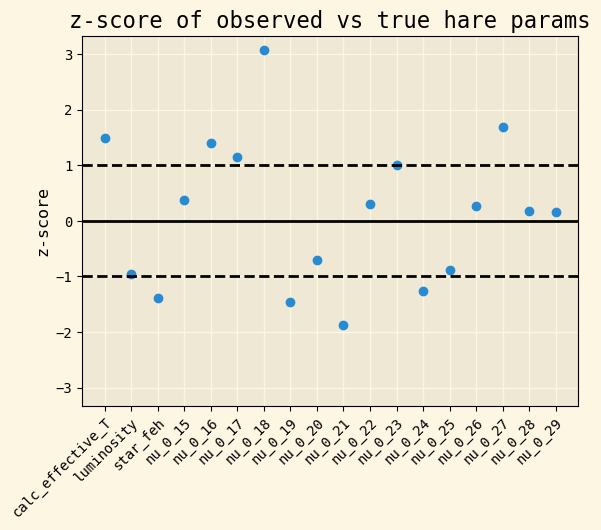 z-score of observed vs true hare params
z-score
3
2
1
0
−1
−2
−3
calc_effective_T
luminosity
star_feh
nu_0_15
nu_0_16
nu_0_17
nu_0_18
nu_0_19
nu_0_20
nu_0_21
nu_0_22
nu_0_23
nu_0_24
nu_0_25
nu_0_26
nu_0_27
nu_0_28
nu_0_29